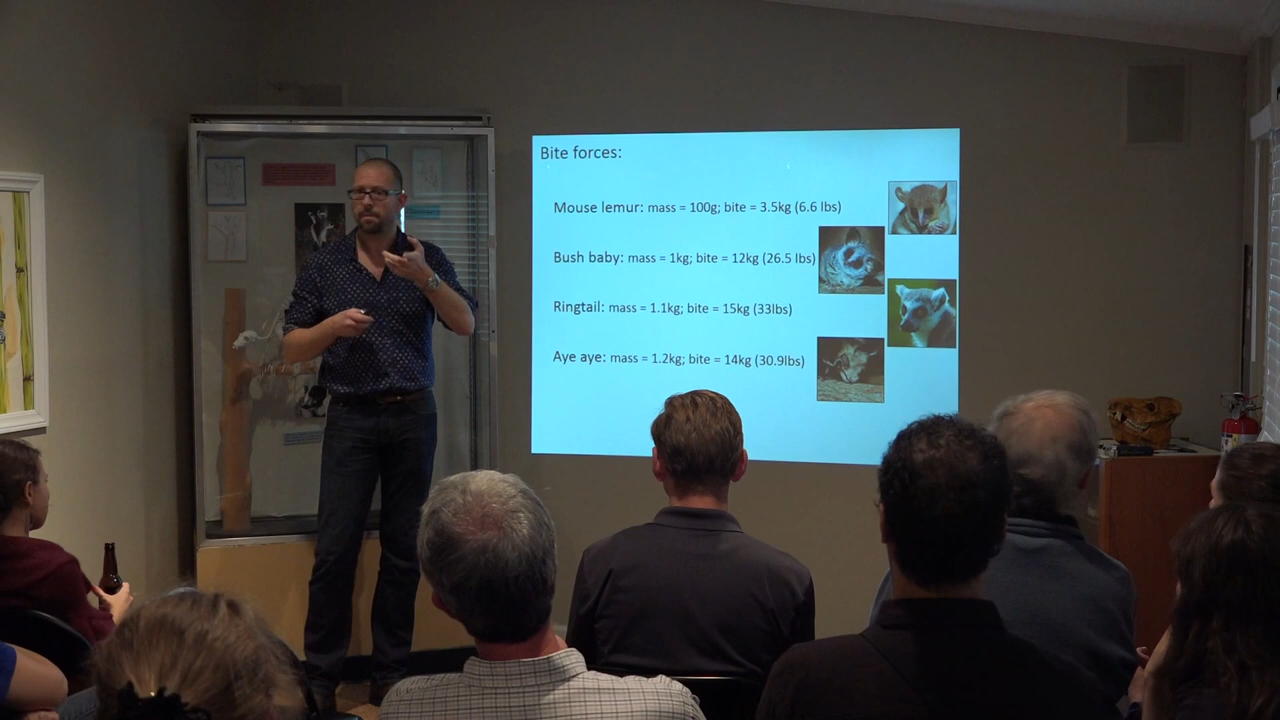 Bite forces:
Mouse lemur: mass = 100g; bite = 3.5kg (6.6 lbs)
Bush baby: mass = 1kg; bite = 12kg (26.5 lbs)
Ringtail: mass = 1.1kg; bite = 15kg (33lbs)
Aye aye: mass = 1.2kg; bite = 14kg (30.9lbs)